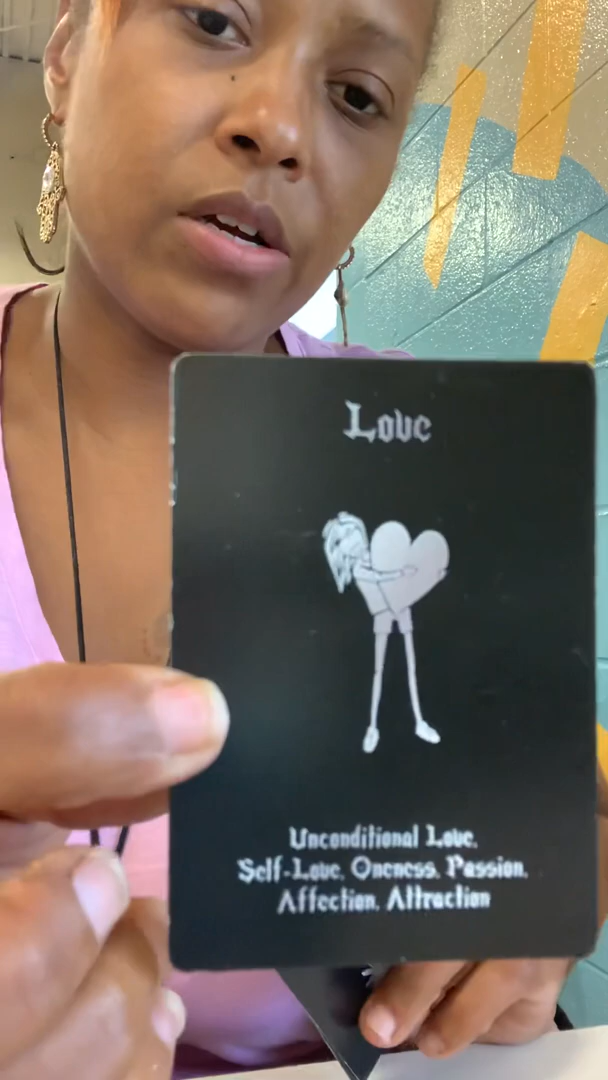 Love
Unconditional Love,
Self-Love, Oneness, Passion,
Affection, Attraction